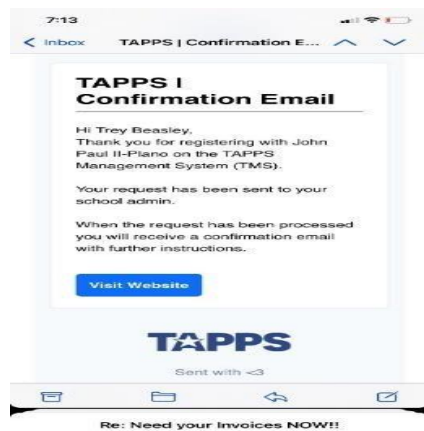 7:13
Inbox TAPPS | Confirmation E...
TAPPS |
Confirmation Email
Hi Trey Beasley,
Thank you for registering with John
Paul II-Plano on the TAPPS
Management System (TMS).
Your request has been sent to your
school admin.
When the request has been processed
you will receive a confirmation email
with further instructions.
Visit Website
TAPPS
Sent with <3
Re: Need your Invoices NOW!!